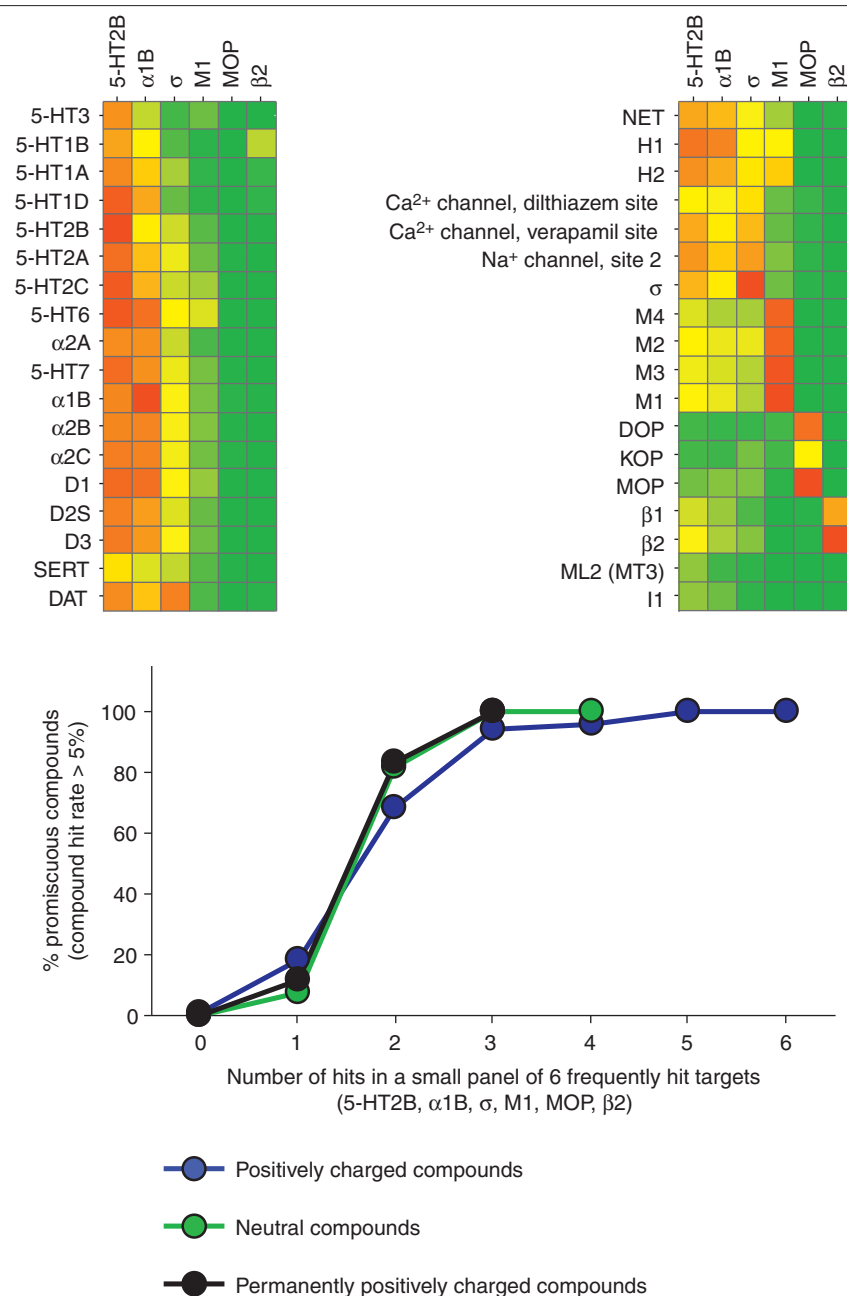 5-HT2B
α1B
σ
M1
MOP
β2
5-HT3
5-HT1B
5-HT1A
5-HT1D
5-HT2B
5-HT2A
5-HT2C
5-HT6
α2A
5-HT7
α1B
α2B
α2C
D1
D2S
D3
SERT
DAT
5-HT2B
α1B
σ
M1
MOP
β2
NET
H1
H2
Ca²⁺ channel, dilthiazem site
Ca²⁺ channel, verapamil site
Na⁺ channel, site 2
σ
M4
M2
M3
M1
DOP
KOP
MOP
β1
β2
ML2 (MT3)
I1
% promiscuous compounds
(compound hit rate > 5%)
100
80
60
40
20
0
0 1 2 3 4 5 6
Number of hits in a small panel of 6 frequently hit targets
(5-HT2B, α1B, σ, M1, MOP, β2)
Positively charged compounds
Neutral compounds
Permanently positively charged compounds